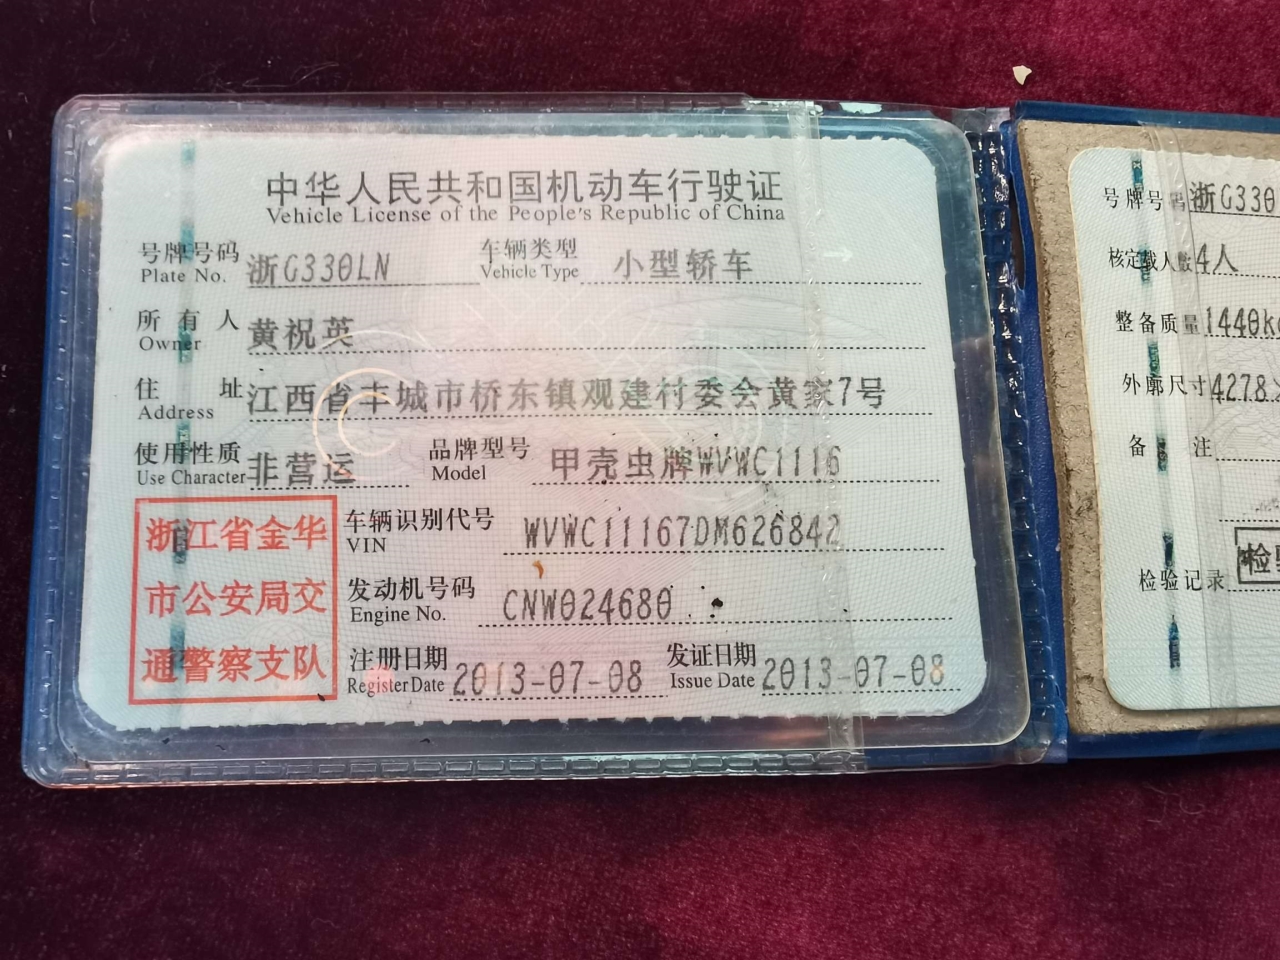 中华人民共和国机动车行驶证
Vehicle License of the People's Republic of China
号牌号码 浙G330LN 车辆类型 小型轿车
Plate No. Vehicle Type
所有人 黄祝英
Owner
住址 江西省丰城市桥东镇观建村委会黄家7号
Address
使用性质 非营运 品牌型号 甲壳虫牌WVWC1116
Use Character Model
浙江省金华
市公安局交
通警察支队
车辆识别代号 WVWC11167DM626842
VIN
发动机号码 CNW024680
Engine No.
注册日期 2013-07-08 发证日期 2013-07-08
Register Date Issue Date
号牌号码 浙G330
核定载人数 4人
整备质量 1440k
外廓尺寸 4278
备注
检验记录 检